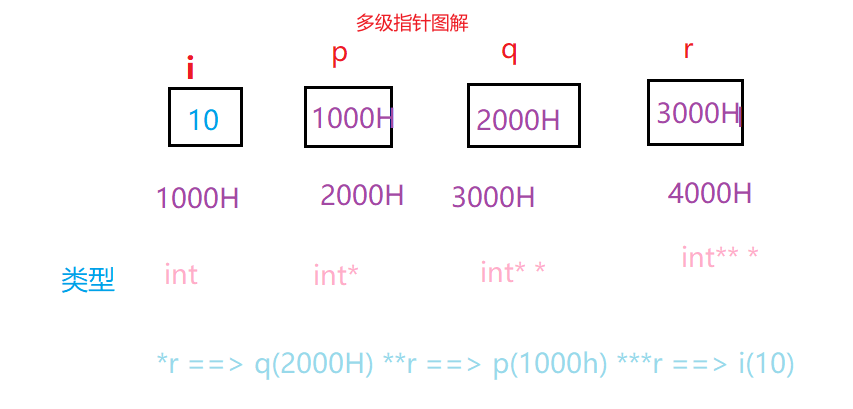 多级指针图解
i p q r
10 1000H 2000H 3000H
1000H 2000H 3000H 4000H
类型 int int* int* * int** *
*r ==> q(2000H) **r ==> p(1000h) ***r ==> i(10)